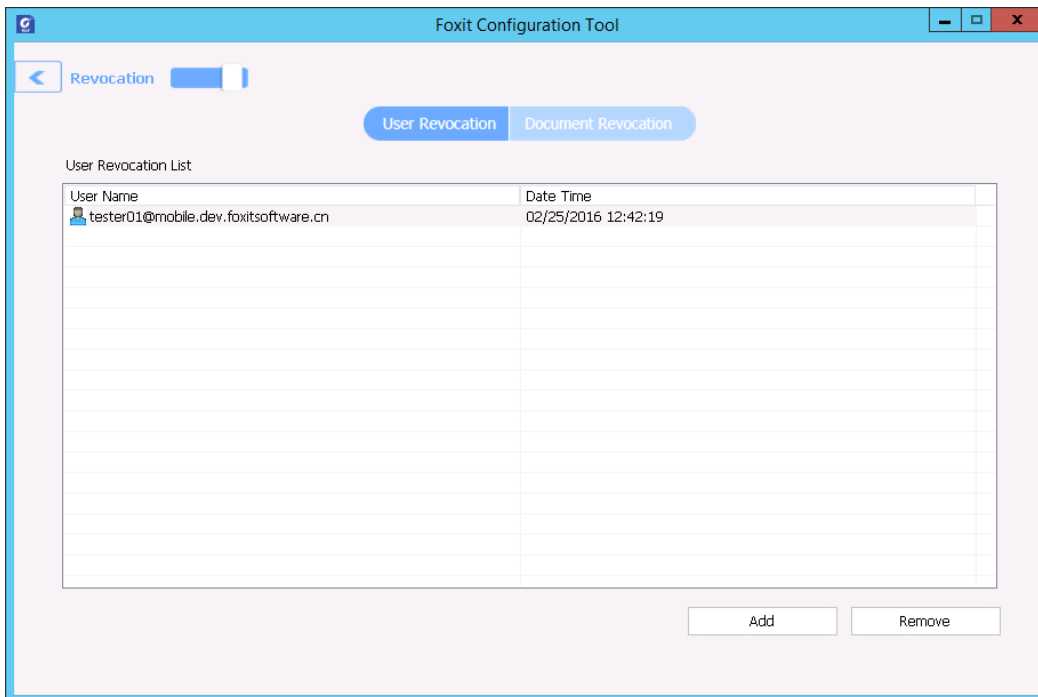 Foxit Configuration Tool
Revocation
User Revocation Document Revocation
User Revocation List
User Name Date Time
tester01@mobile.dev.foxitsoftware.cn 02/25/2016 12:42:19
Add Remove